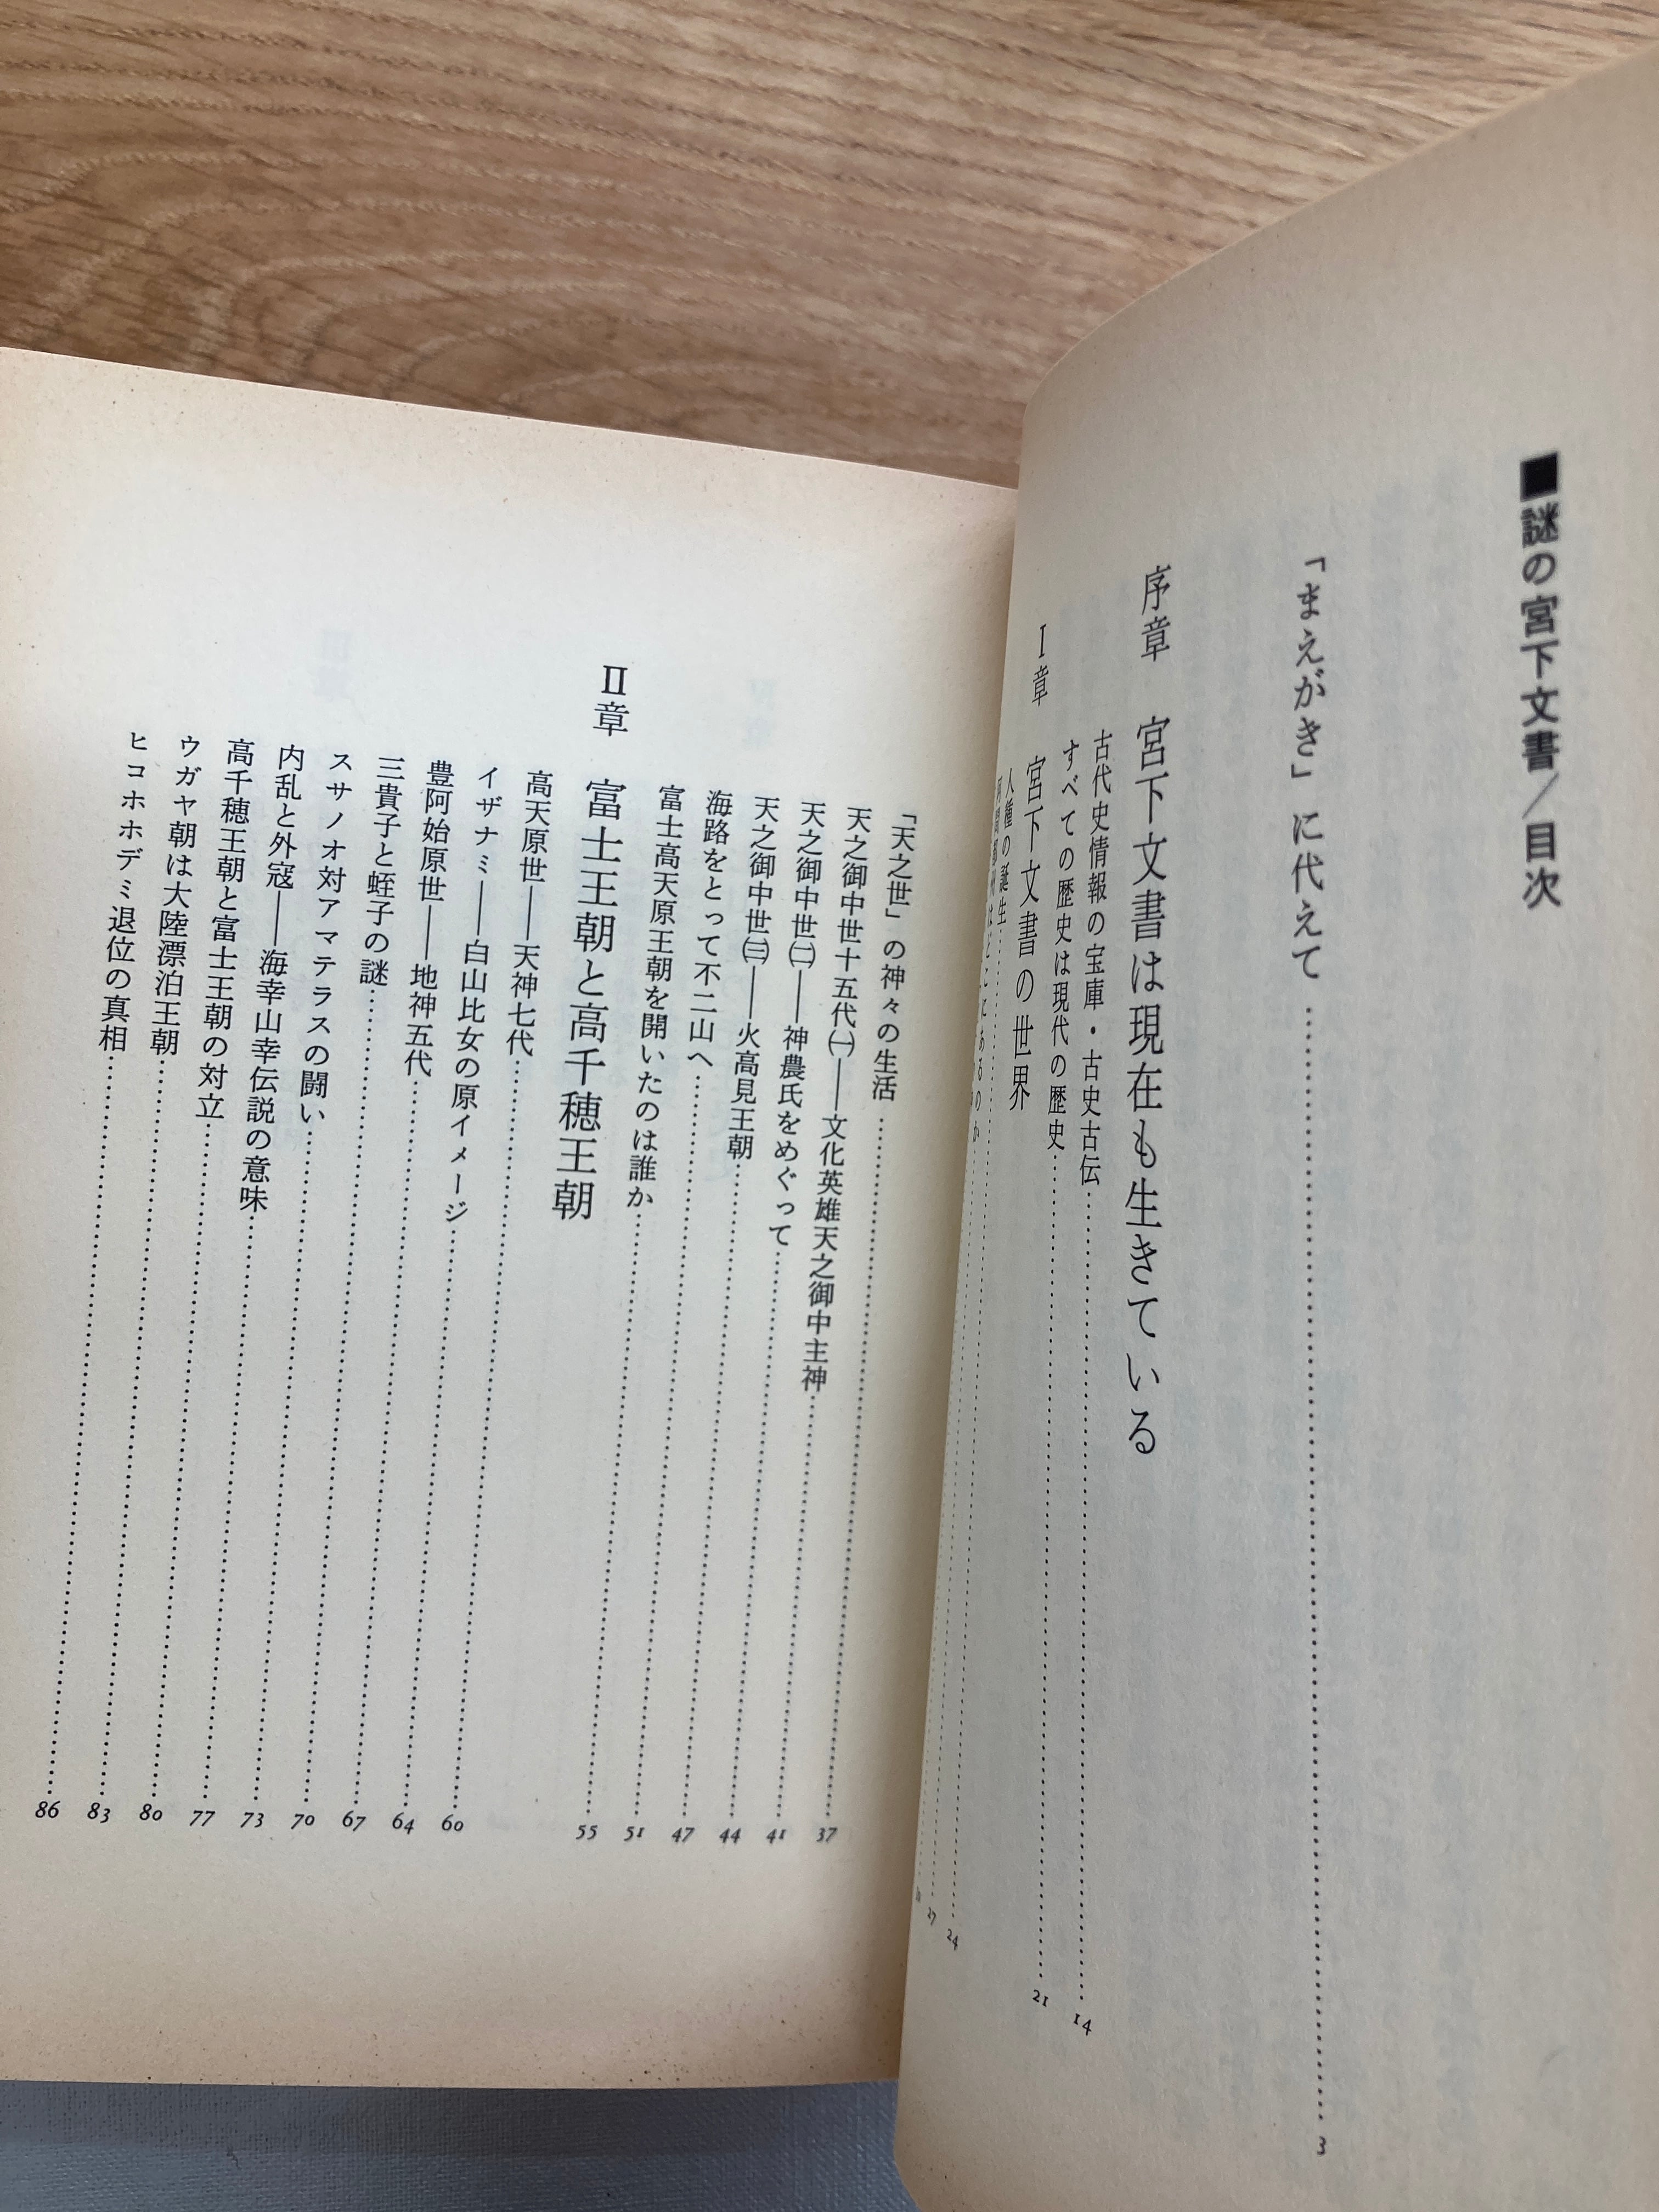 ■謎の宮下文書／目次
「まえがき」に代えて……3
序章　宮下文書は現在も生きている
古代史情報の宝庫・古史古伝……14
すべての歴史は現代の歴史……21
Ⅰ章　宮下文書の世界
人種の誕生……24
はどこにあるのか……27
「天之世」の神々の生活……37
天之御中世十五代㈠――文化英雄天之御中主神……41
天之御中世㈡――神農氏をめぐって……44
天之御中世㈢――火高見王朝……47
海路をとって不二山へ……51
富士高天原王朝を開いたのは誰か……55
Ⅱ章　富士王朝と高千穂王朝
高天原世――天神七代……60
イザナミ――白山比女の原イメージ……64
豊阿始原世――地神五代……67
三貴子と蛭子の謎……70
スサノオ対アマテラスの闘い……73
内乱と外寇――海幸山幸伝説の意味……77
高千穂王朝と富士王朝の対立……80
ウガヤ朝は大陸漂泊王朝……83
ヒコホホデミ退位の真相……86